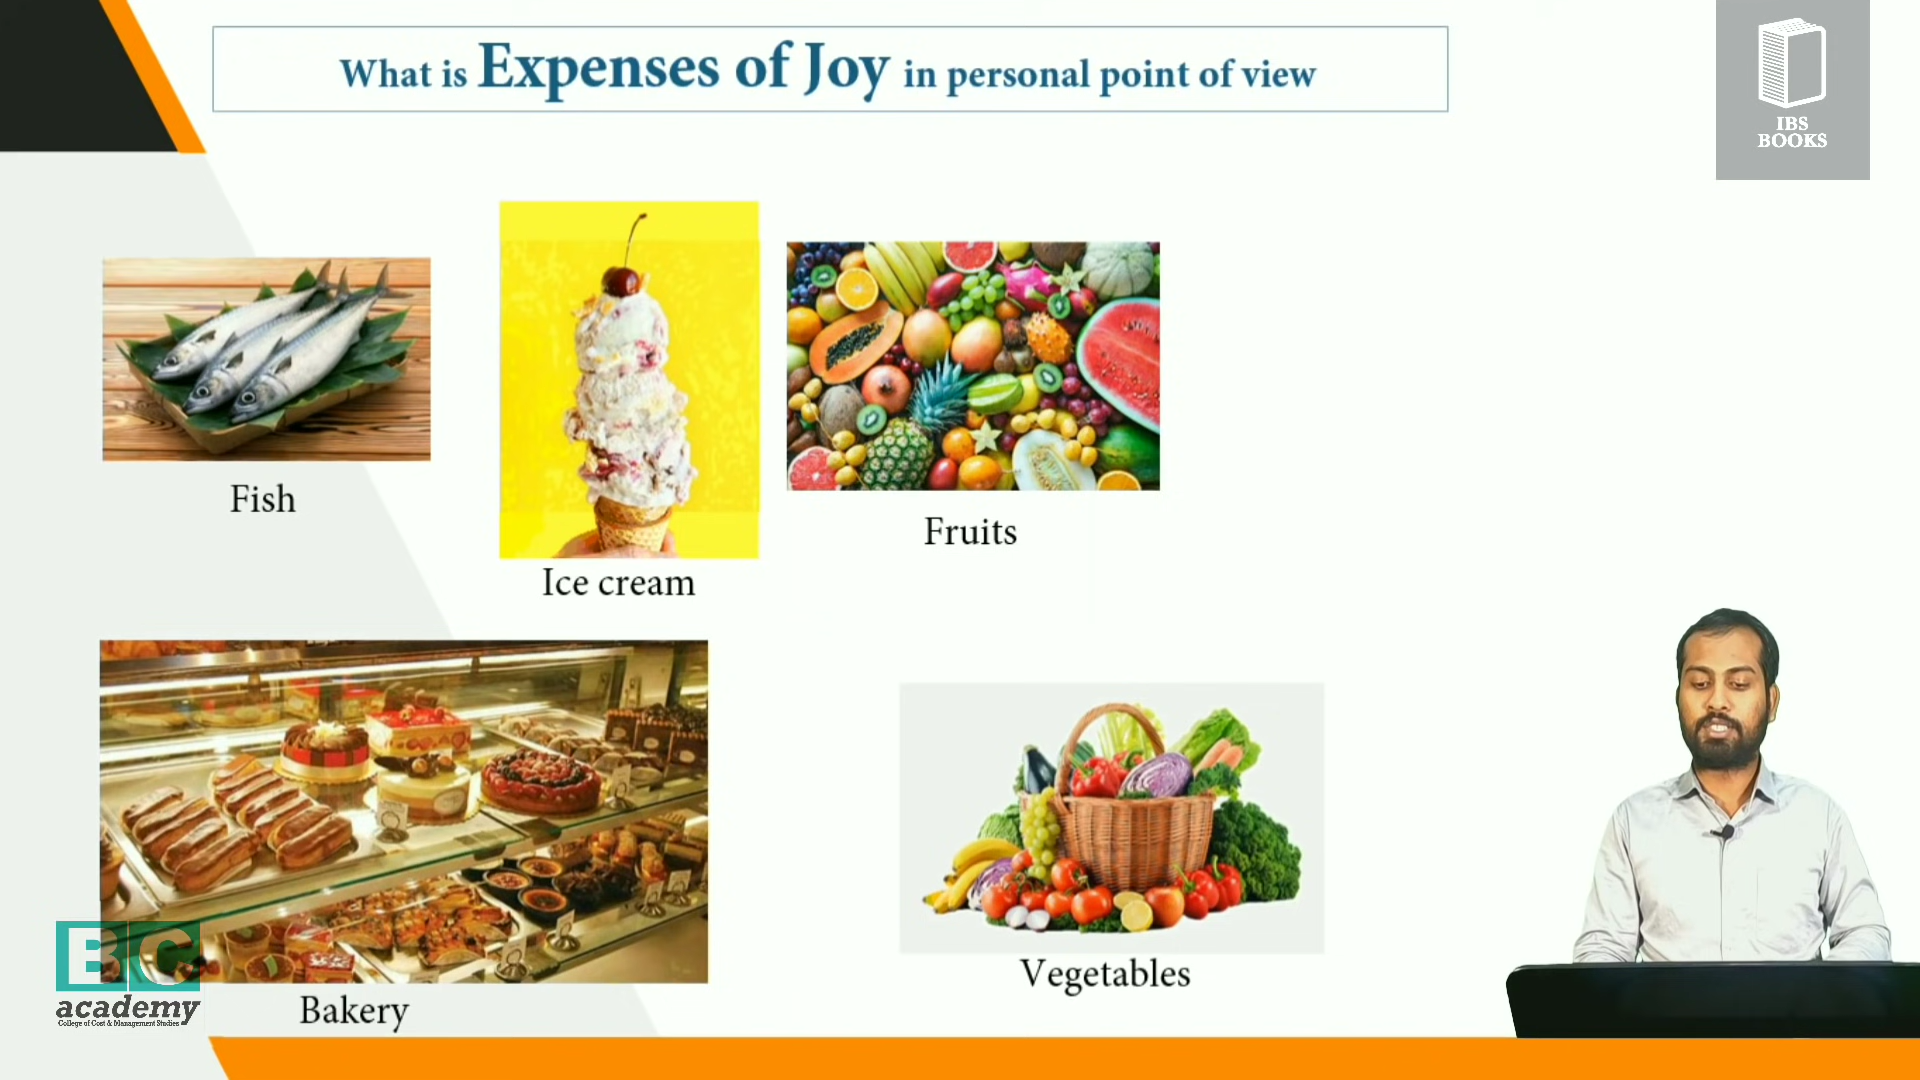 What is Expenses of Joy in personal point of view
IBS
BOOKS
Fish
Ice cream
Fruits
Bakery
Vegetables
BC
academy
College of Cost & Management Studies